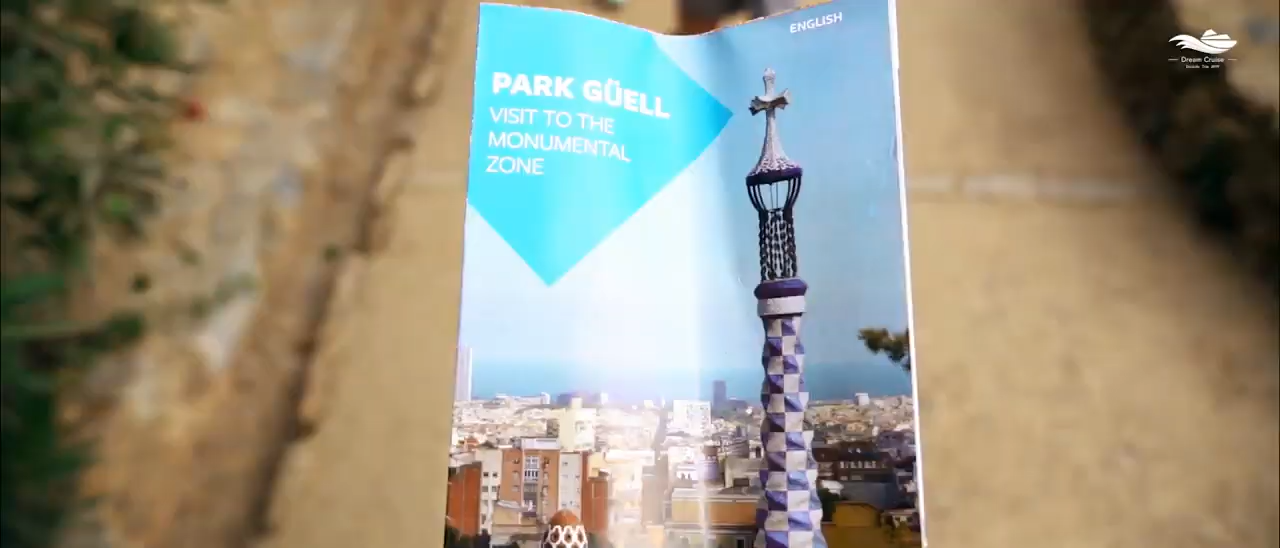 ENGLISH
PARK GÜELL
VISIT TO THE
MONUMENTAL
ZONE
Dream Cruise